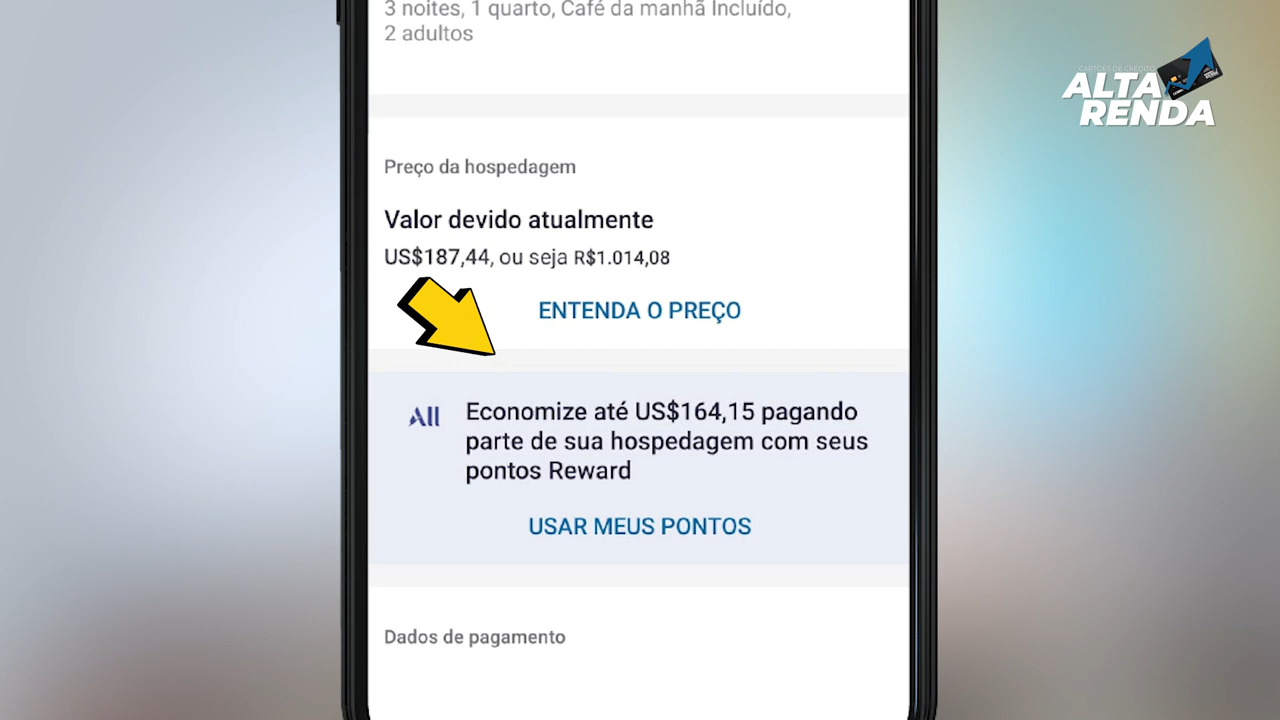 3 noites, 1 quarto, Café da manhã Incluído,
2 adultos
CARTÕES DE CRÉDITO
ALTA
RENDA
Preço da hospedagem
Valor devido atualmente
US$187,44, ou seja R$1.014,08
ENTENDA O PREÇO
All
Economize até US$164,15 pagando
parte de sua hospedagem com seus
pontos Reward
USAR MEUS PONTOS
Dados de pagamento